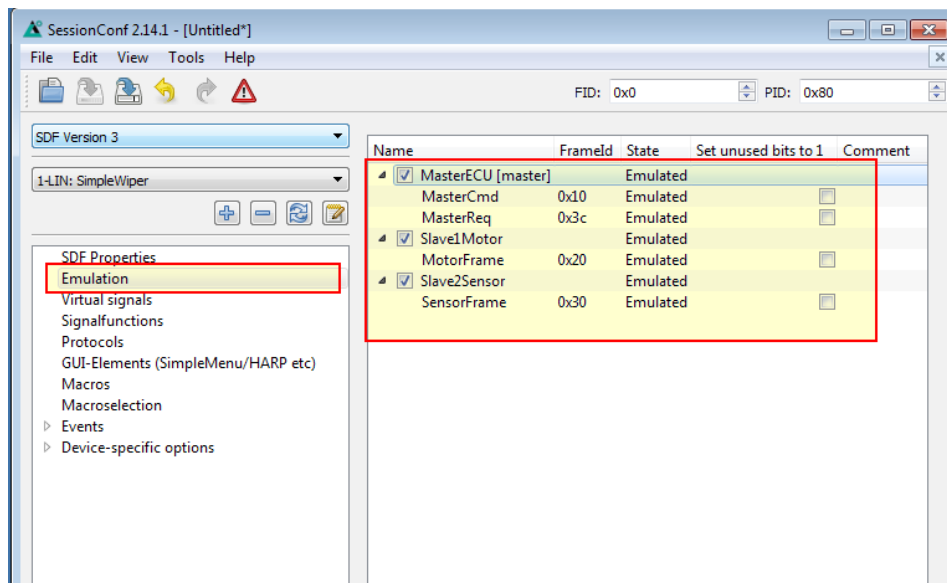 SessionConf 2.14.1 - [Untitled*]
File Edit View Tools Help
FID: 0x0 PID: 0x80
SDF Version 3
1-LIN: SimpleWiper
SDF Properties
Emulation
Virtual signals
Signalfunctions
Protocols
GUI-Elements (SimpleMenu/HARP etc)
Macros
Macroselection
Events
Device-specific options
Name FrameId State Set unused bits to 1 Comment
MasterECU [master] Emulated
MasterCmd 0x10 Emulated
MasterReq 0x3c Emulated
Slave1Motor Emulated
MotorFrame 0x20 Emulated
Slave2Sensor Emulated
SensorFrame 0x30 Emulated